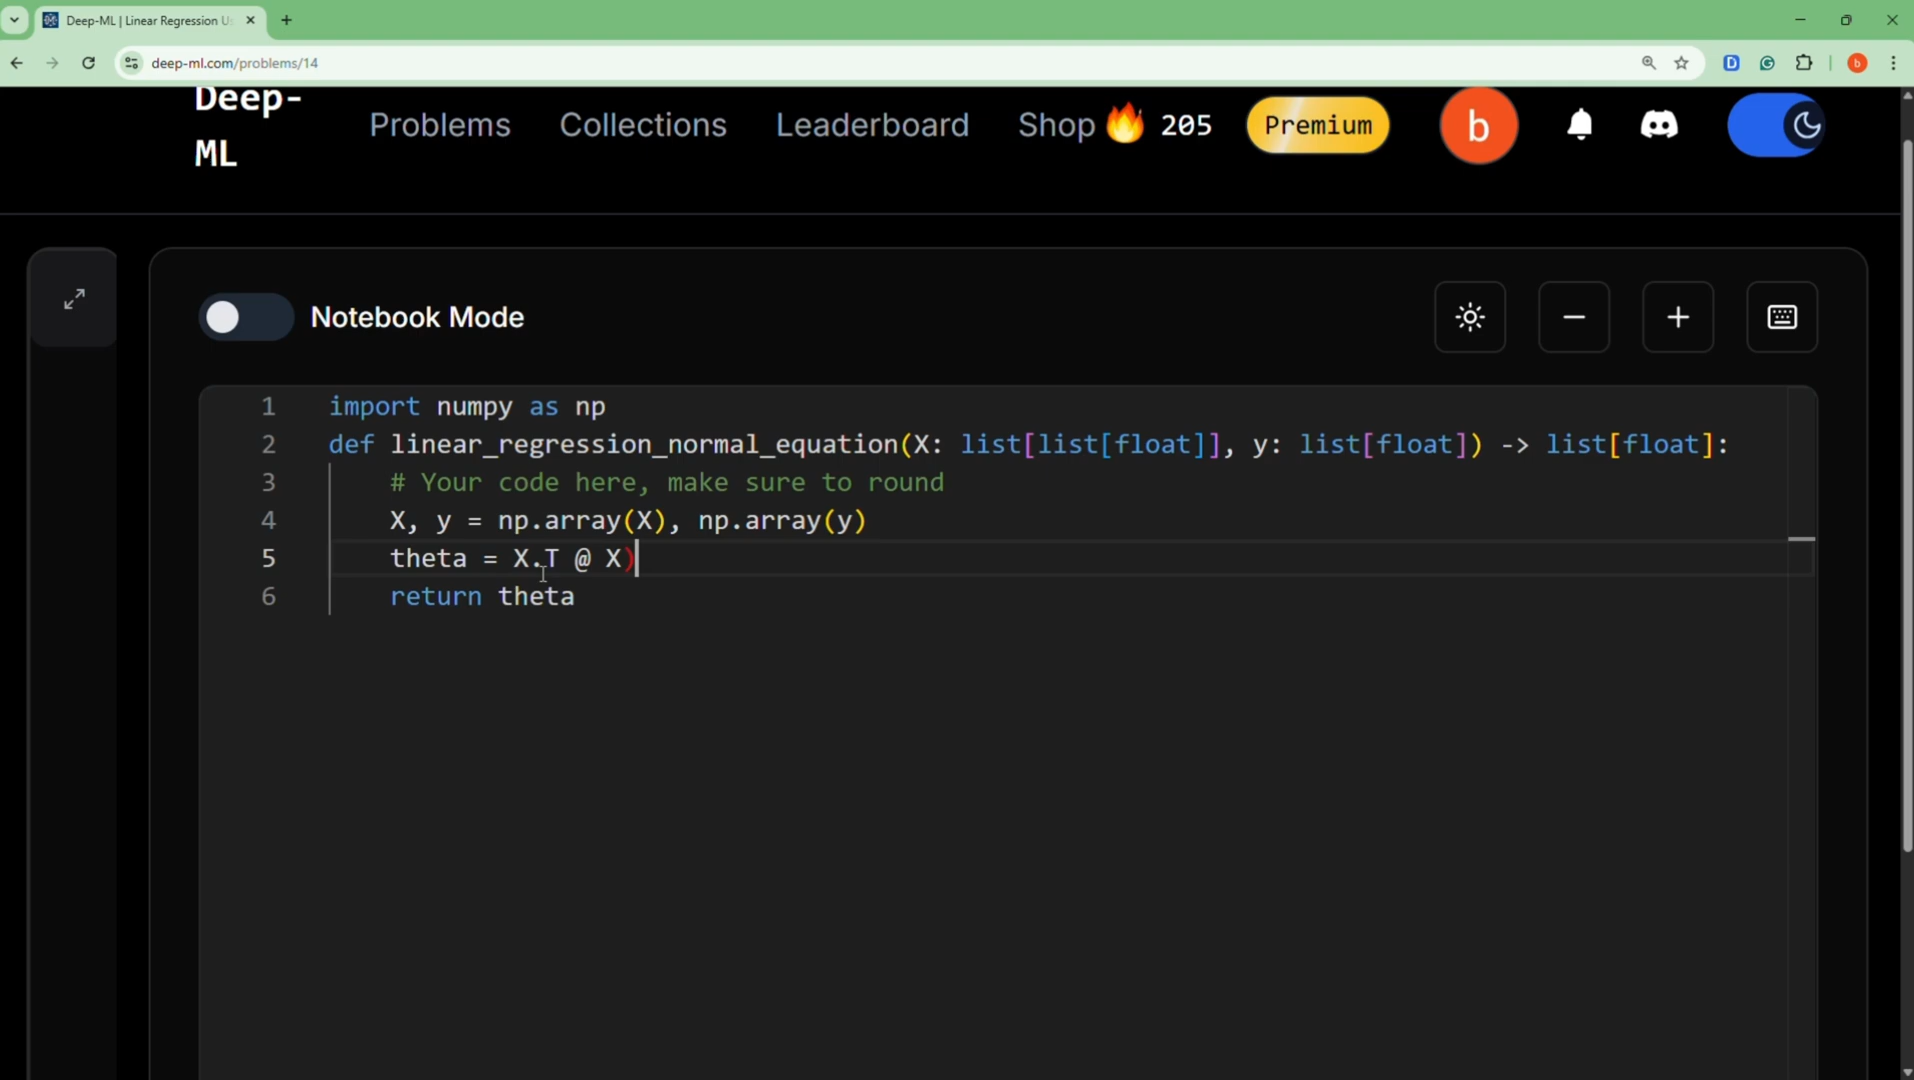 Deep-ML | Linear Regression U
deep-ml.com/problems/14
D
b
Deep-
ML
Problems
Collections
Leaderboard
Shop 🔥 205
Premium
b
Notebook Mode
1 import numpy as np
2 def linear_regression_normal_equation(X: list[list[float]], y: list[float]) -> list[float]:
3 # Your code here, make sure to round
4 X, y = np.array(X), np.array(y)
5 theta = X.T @ X)
6 return theta